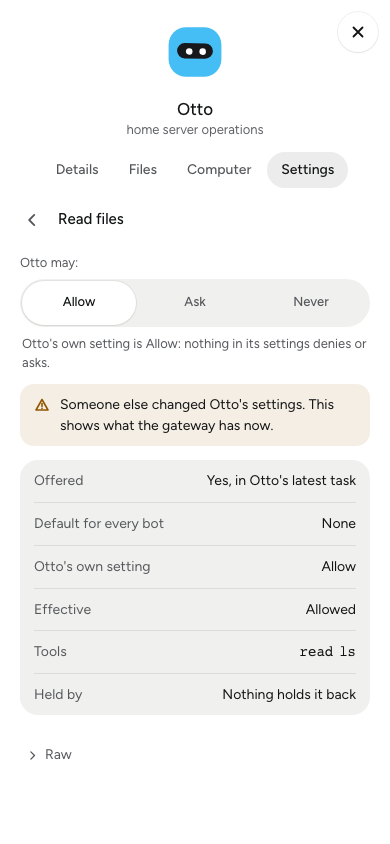 Otto
home server operations
Details Files Computer Settings
Read files
Otto may:
Allow Ask Never
Otto's own setting is Allow: nothing in its settings denies or
asks.
Someone else changed Otto's settings. This
shows what the gateway has now.
Offered Yes, in Otto's latest task
Default for every bot None
Otto's own setting Allow
Effective Allowed
Tools read ls
Held by Nothing holds it back
Raw